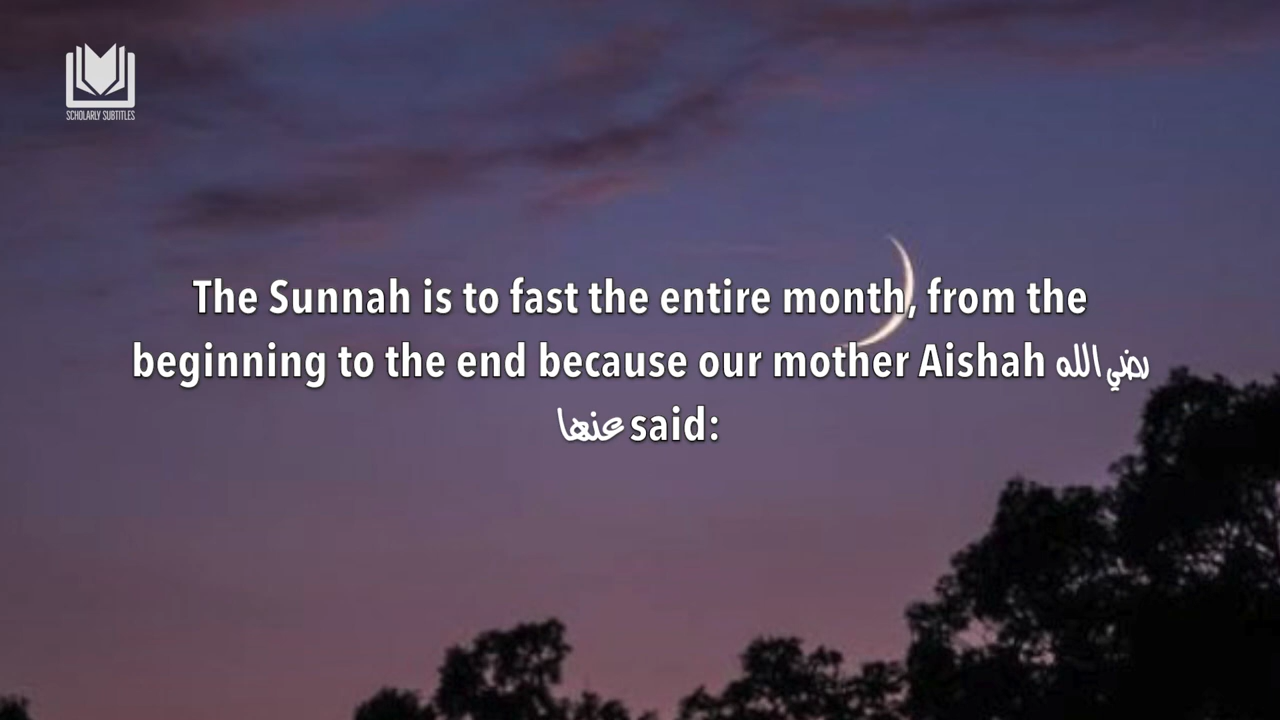 SCHOLARLY SUBTITLES
The Sunnah is to fast the entire month, from the
beginning to the end because our mother Aishah رضي الله
عنها said: